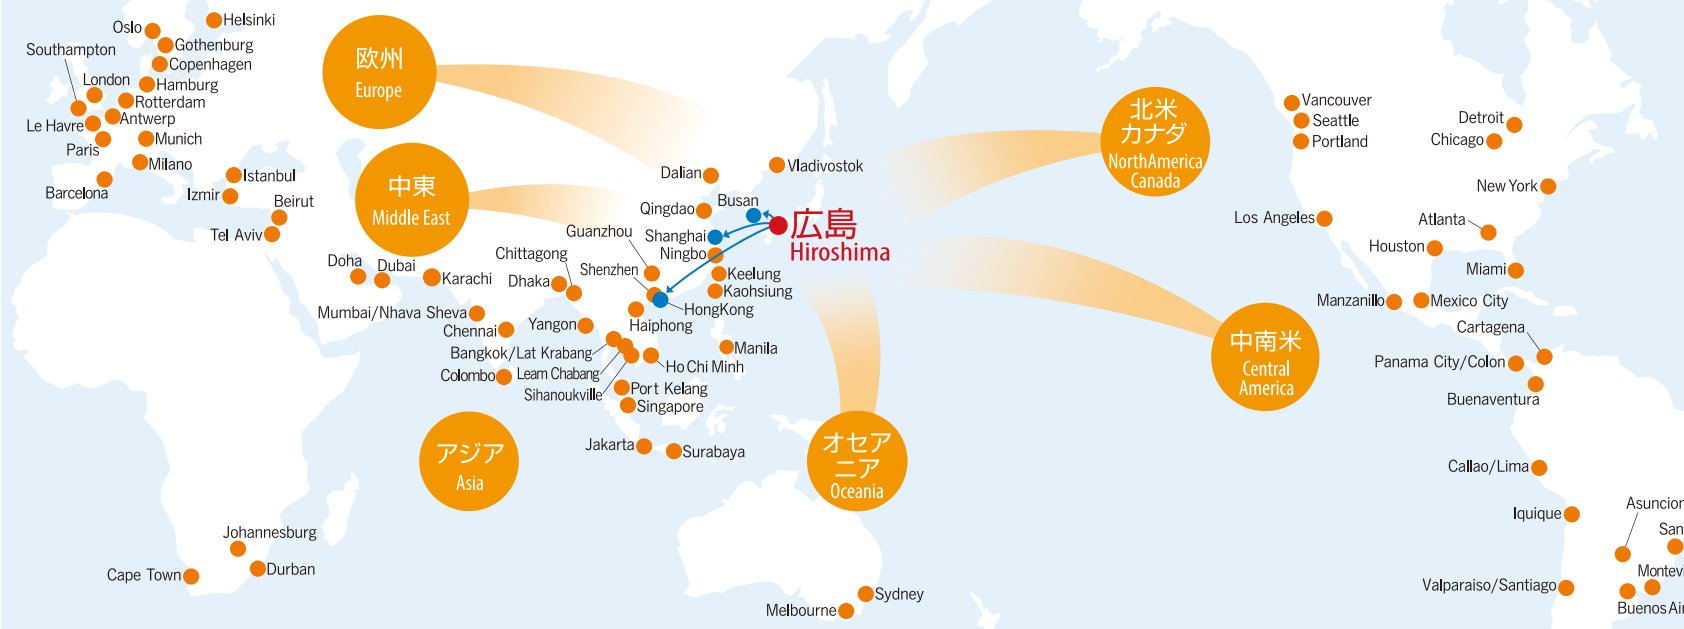 Helsinki
Oslo
Gothenburg
Southampton
Copenhagen
London
Hamburg
Rotterdam
Le Havre
Antwerp
Paris
Munich
Milano
Barcelona
Istanbul
Izmir
Beirut
Tel Aviv
欧州
Europe
中東
Middle East
Doha
Dubai
Karachi
Mumbai/Nhava Sheva
Chennai
Colombo
Chittagong
Dhaka
Yangon
Bangkok/Lat Krabang
Leam Chabang
Sihanoukville
Dalian
Vladivostok
Qingdao
Busan
広島
Hiroshima
Guanzhou
Shanghai
Ningbo
Shenzhen
Keelung
Kaohsiung
HongKong
Haiphong
Manila
Ho Chi Minh
Port Kelang
Singapore
Jakarta
Surabaya
アジア
Asia
オセア
ニア
Oceania
Johannesburg
Cape Town
Durban
Sydney
Melbourne
北米
カナダ
NorthAmerica
Canada
中南米
Central
America
Vancouver
Seattle
Portland
Detroit
Chicago
New York
Los Angeles
Atlanta
Houston
Miami
Manzanillo
Mexico City
Cartagena
Panama City/Colon
Buenaventura
Callao/Lima
Iquique
Asuncion
San
Valparaiso/Santiago
Montevi
Buenos Air